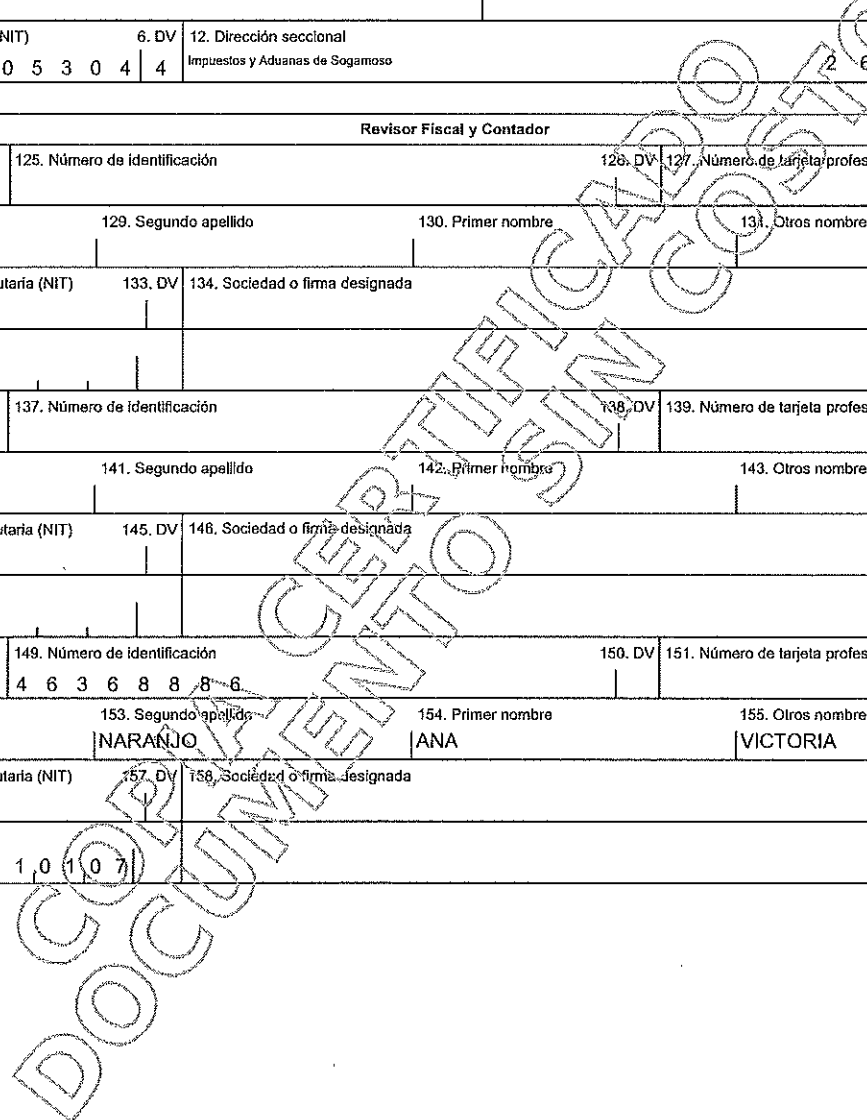 NIT) 6. DV 12. Dirección seccional
0 5 3 0 4 4 Impuestos y Aduanas de Sogamoso 2 6
Revisor Fiscal y Contador
125. Número de identificación 126. DV 127. Número de tarjeta profes
129. Segundo apellido 130. Primer nombre 131. Otros nombre
utaria (NIT) 133. DV 134. Sociedad o firma designada
137. Número de identificación 138. DV 139. Número de tarjeta profes
141. Segundo apellido 142. Primer nombre 143. Otros nombre
utaria (NIT) 145. DV 146. Sociedad o firma designada
149. Número de identificación 150. DV 151. Número de tarjeta profes
4 6 3 6 8 8 8 6
153. Segundo apellido 154. Primer nombre 155. Otros nombre
NARANJO ANA VICTORIA
utaria (NIT) 157. DV 158. Sociedad o firma designada
1 0 1 0 7
COPIA CERTIFICADO
DOCUMENTO SIN COSTO